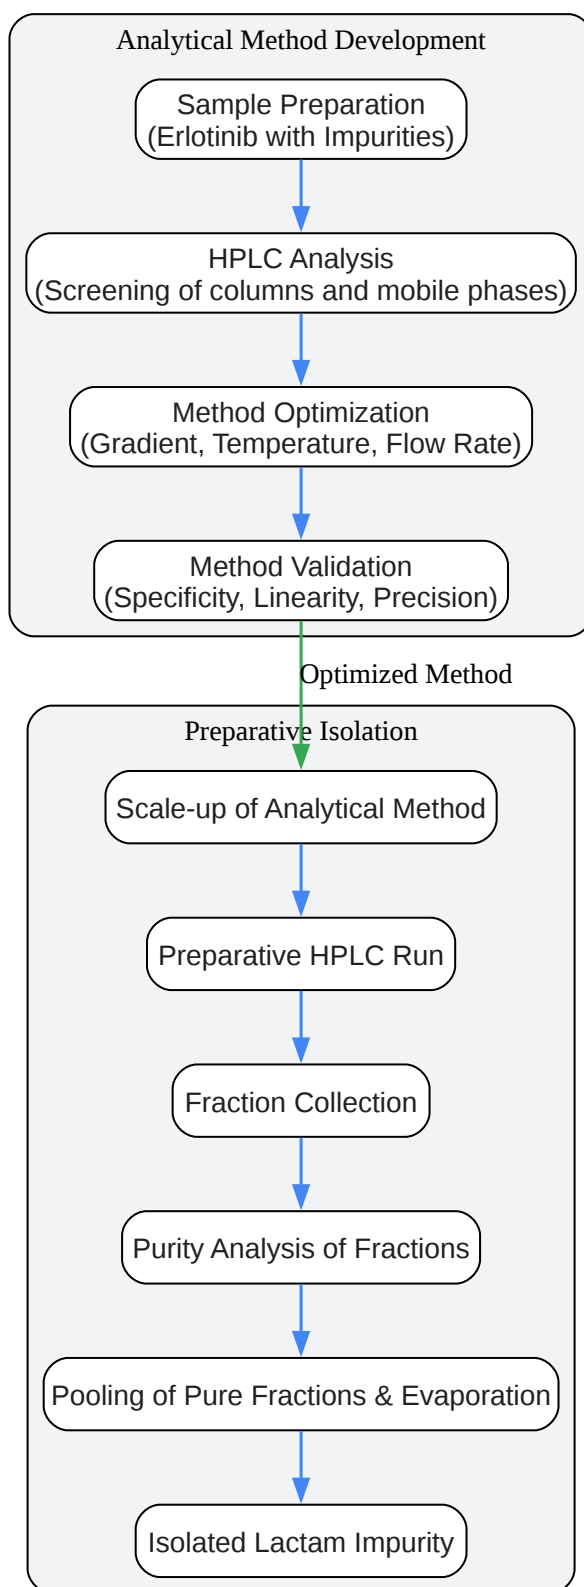 Analytical Method Development
Sample Preparation
(Erlotinib with Impurities)
HPLC Analysis
(Screening of columns and mobile phases)
Method Optimization
(Gradient, Temperature, Flow Rate)
Method Validation
(Specificity, Linearity, Precision)
Optimized Method
Preparative Isolation
Scale-up of Analytical Method
Preparative HPLC Run
Fraction Collection
Purity Analysis of Fractions
Pooling of Pure Fractions & Evaporation
Isolated Lactam Impurity